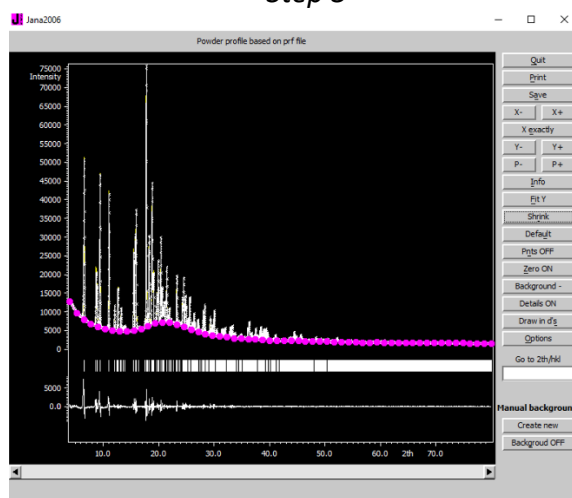 Jana2006
Powder profile based on prf file
Intensity
75000
70000
65000
60000
55000
50000
45000
40000
35000
30000
25000
20000
15000
10000
5000
0
5000
0.0
10.0 20.0 30.0 40.0 50.0 60.0 2th 70.0
Quit
Print
Save
X- X+
X exactly
Y- Y+
P- P+
Info
Fit Y
Shrink
Default
Pnts OFF
Zero ON
Background -
Details ON
Draw in d's
Options
Go to 2th/hkl
Manual backgroun
Create new
Backgroud OFF